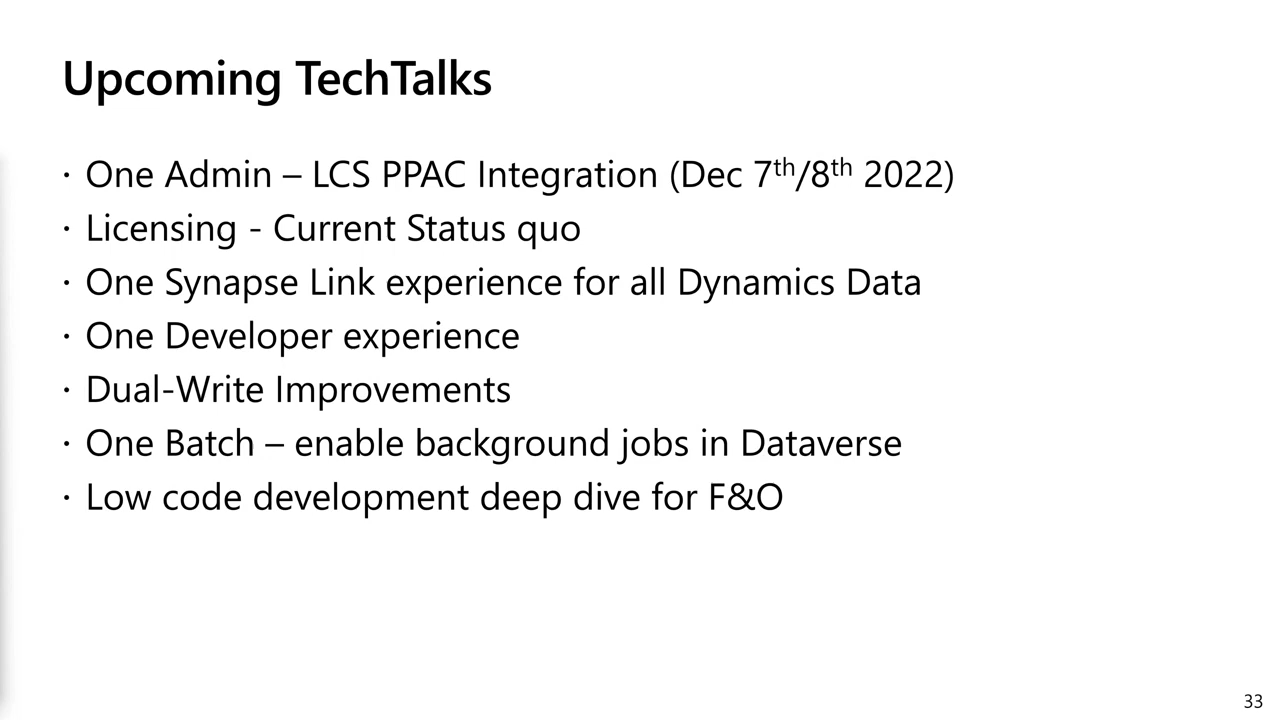 Upcoming TechTalks
· One Admin – LCS PPAC Integration (Dec 7th/8th 2022)
· Licensing - Current Status quo
· One Synapse Link experience for all Dynamics Data
· One Developer experience
· Dual-Write Improvements
· One Batch – enable background jobs in Dataverse
· Low code development deep dive for F&O
33